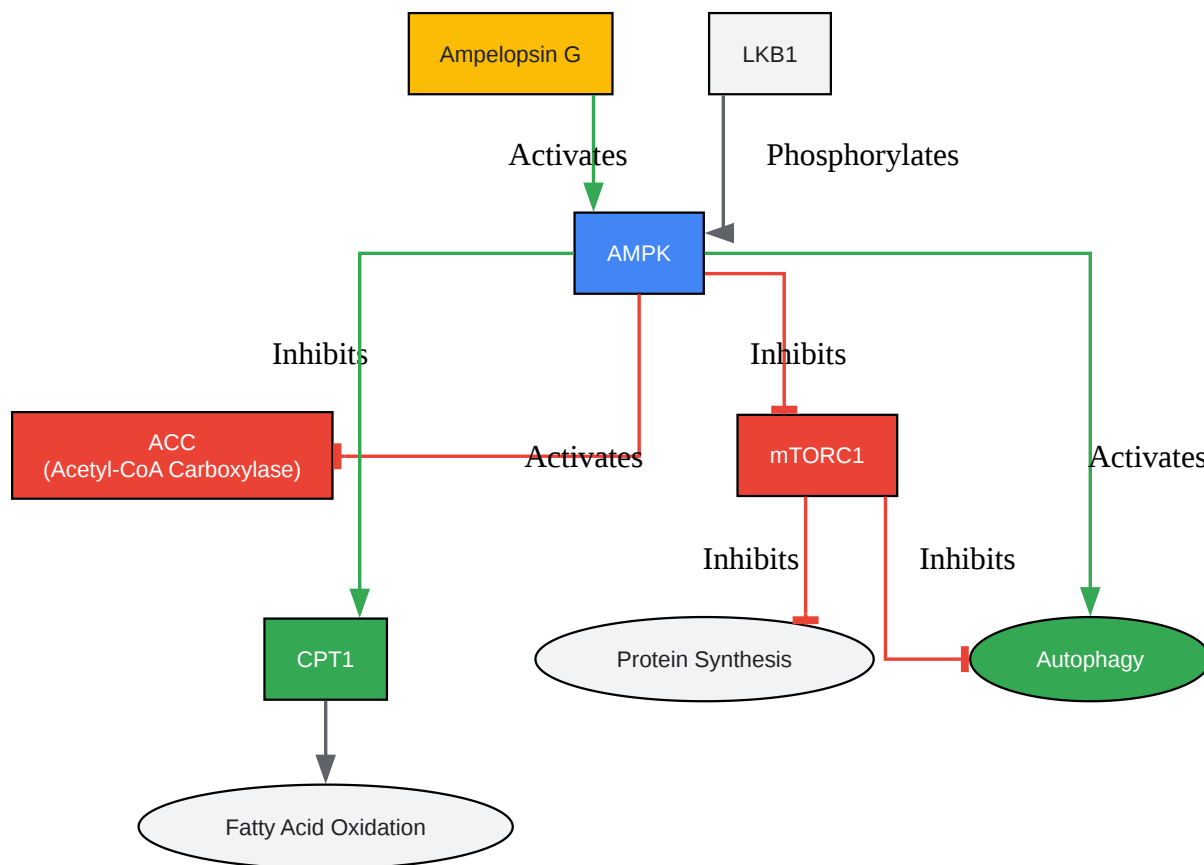 Ampelopsin G
LKB1
Activates
Phosphorylates
AMPK
Inhibits
Inhibits
ACC
(Acetyl-CoA Carboxylase)
Activates
mTORC1
Activates
Inhibits
Inhibits
CPT1
Protein Synthesis
Autophagy
Fatty Acid Oxidation